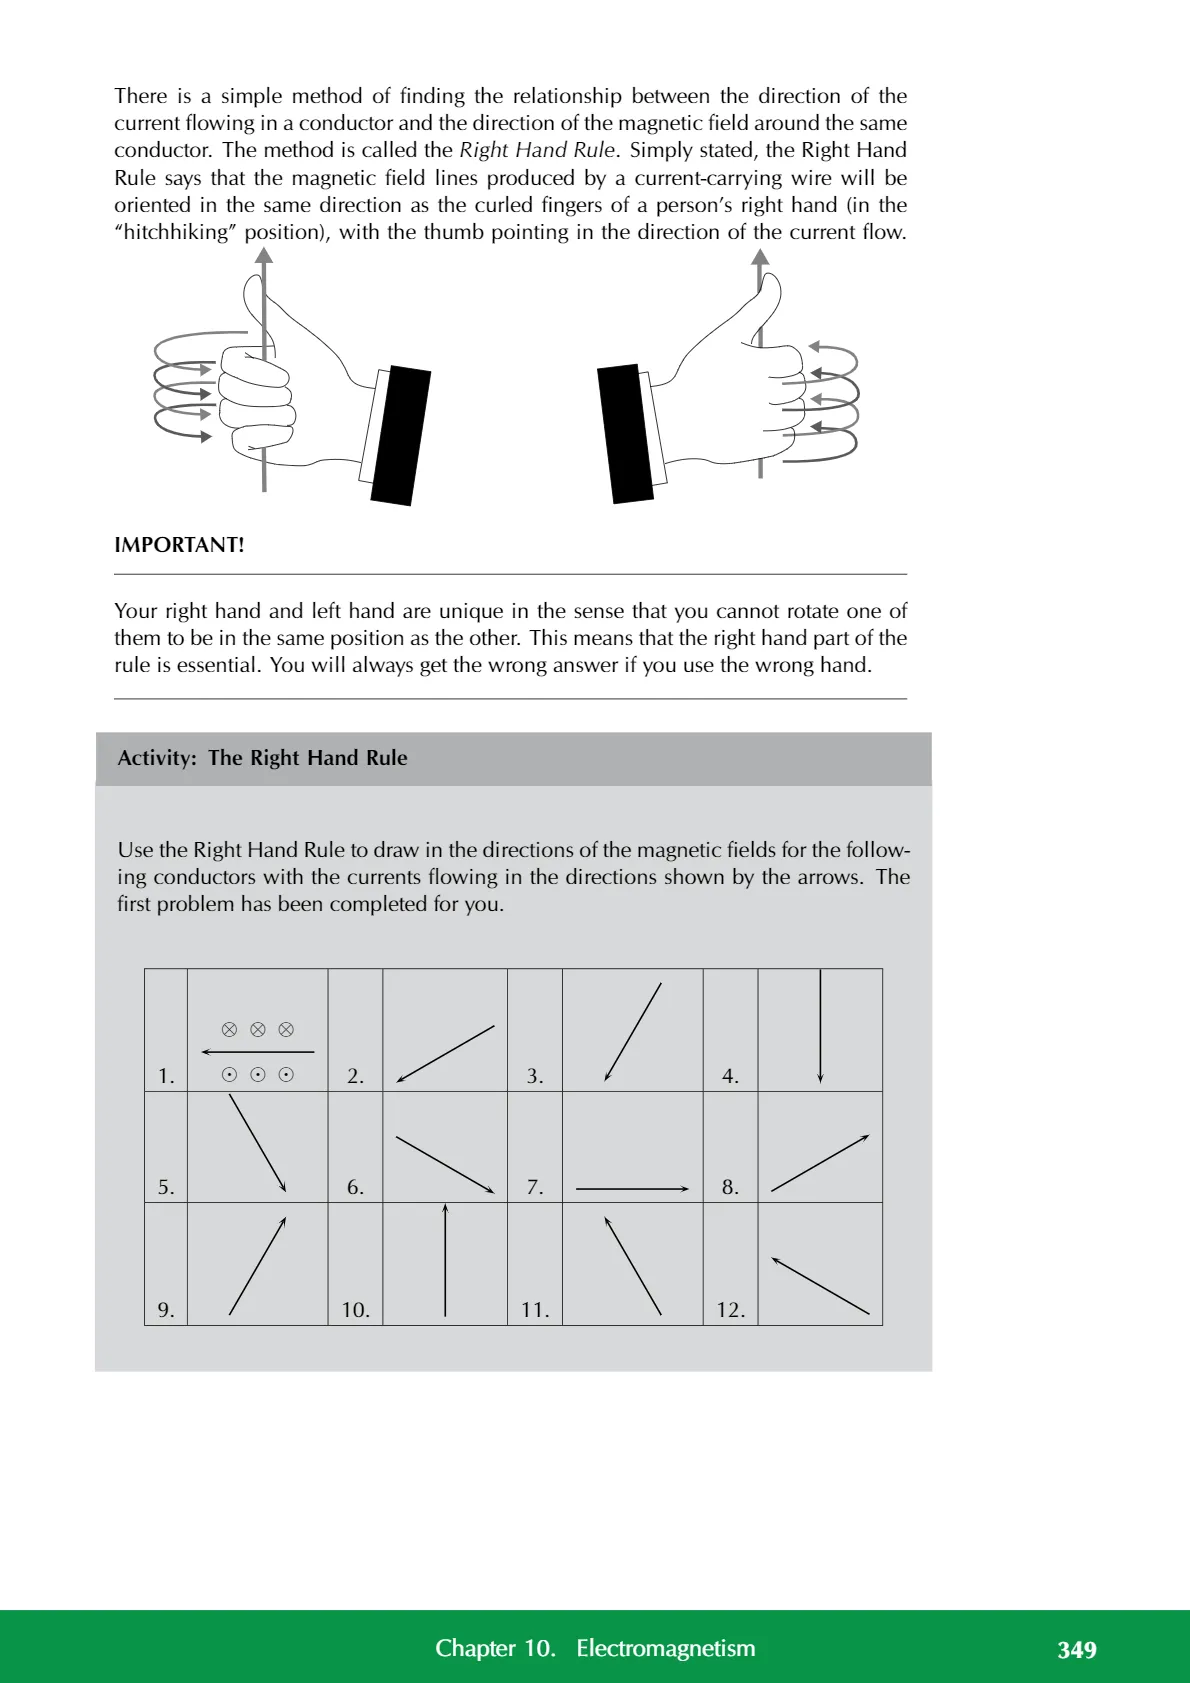 There is a simple method of finding the relationship between the direction of the
current flowing in a conductor and the direction of the magnetic field around the same
conductor. The method is called the Right Hand Rule. Simply stated, the Right Hand
Rule says that the magnetic field lines produced by a current-carrying wire will be
oriented in the same direction as the curled fingers of a person’s right hand (in the
“hitchhiking” position), with the thumb pointing in the direction of the current flow.
IMPORTANT!
Your right hand and left hand are unique in the sense that you cannot rotate one of
them to be in the same position as the other. This means that the right hand part of the
rule is essential. You will always get the wrong answer if you use the wrong hand.
Activity: The Right Hand Rule
Use the Right Hand Rule to draw in the directions of the magnetic fields for the follow-
ing conductors with the currents flowing in the directions shown by the arrows. The
first problem has been completed for you.
1. 2. 3. 4.
5. 6. 7. 8.
9. 10. 11. 12.
Chapter 10. Electromagnetism 349